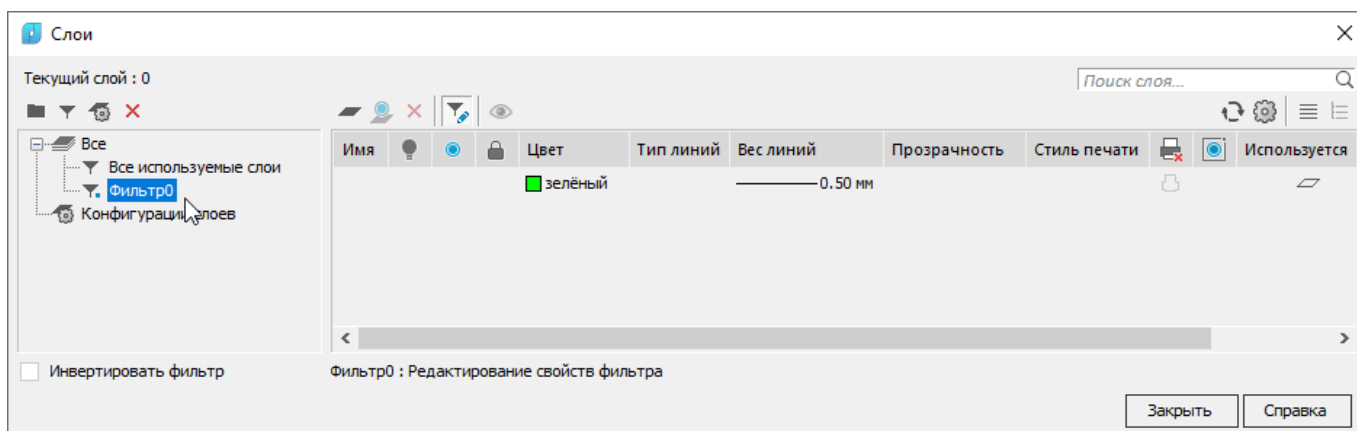 Слои
Текущий слой : 0
Поиск слоя...
Все
Все используемые слои
Фильтр0
Конфигурации слоев
Имя Цвет Тип линий Вес линий Прозрачность Стиль печати Используется
зелёный 0.50 мм
Инвертировать фильтр
Фильтр0 : Редактирование свойств фильтра
Закрыть Справка